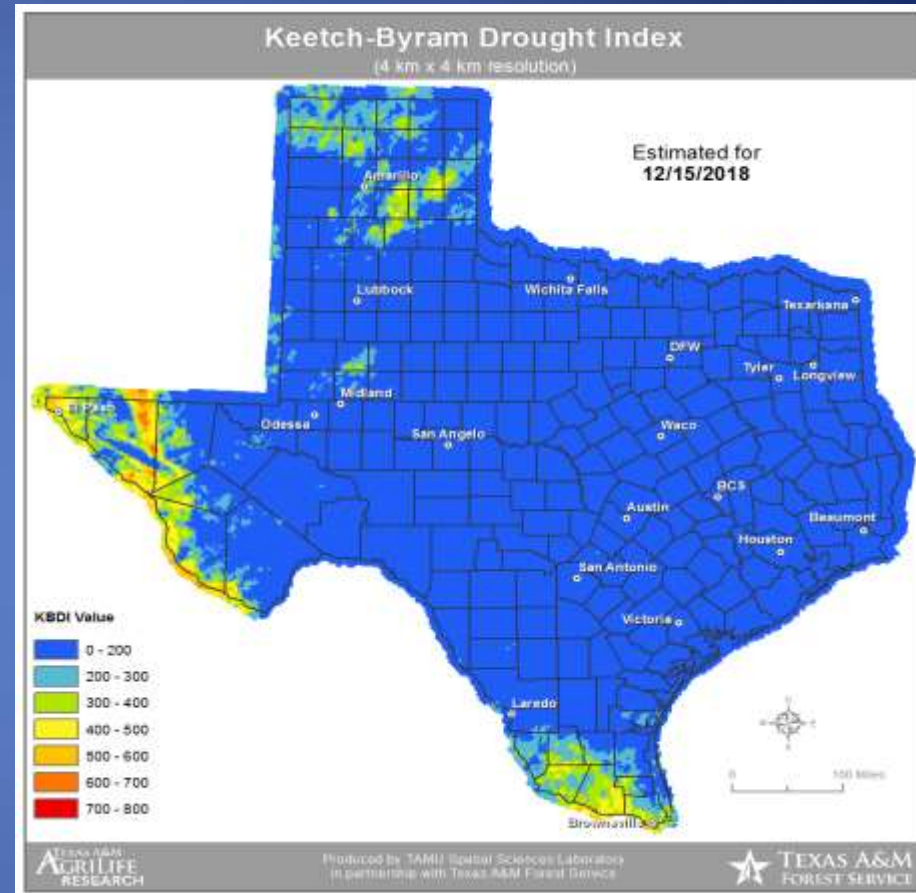 Keetch-Byram Drought Index
(4 km x 4 km resolution)
Estimated for
12/15/2018
Amarillo
Lubbock
Wichita Falls
Texarkana
DFW
Tyler
Longview
Midland
El Paso
Odessa
San Angelo
Waco
BCS
Austin
Beaumont
Houston
San Antonio
Victoria
KBDI Value
0 - 200
200 - 300
300 - 400
400 - 500
500 - 600
600 - 700
700 - 800
Laredo
0 100 Miles
Brownsville
TEXAS A&M
AGRILIFE
RESEARCH
Produced by TAMU Spatial Sciences Laboratory
in partnership with Texas A&M Forest Service
TEXAS A&M
FOREST SERVICE